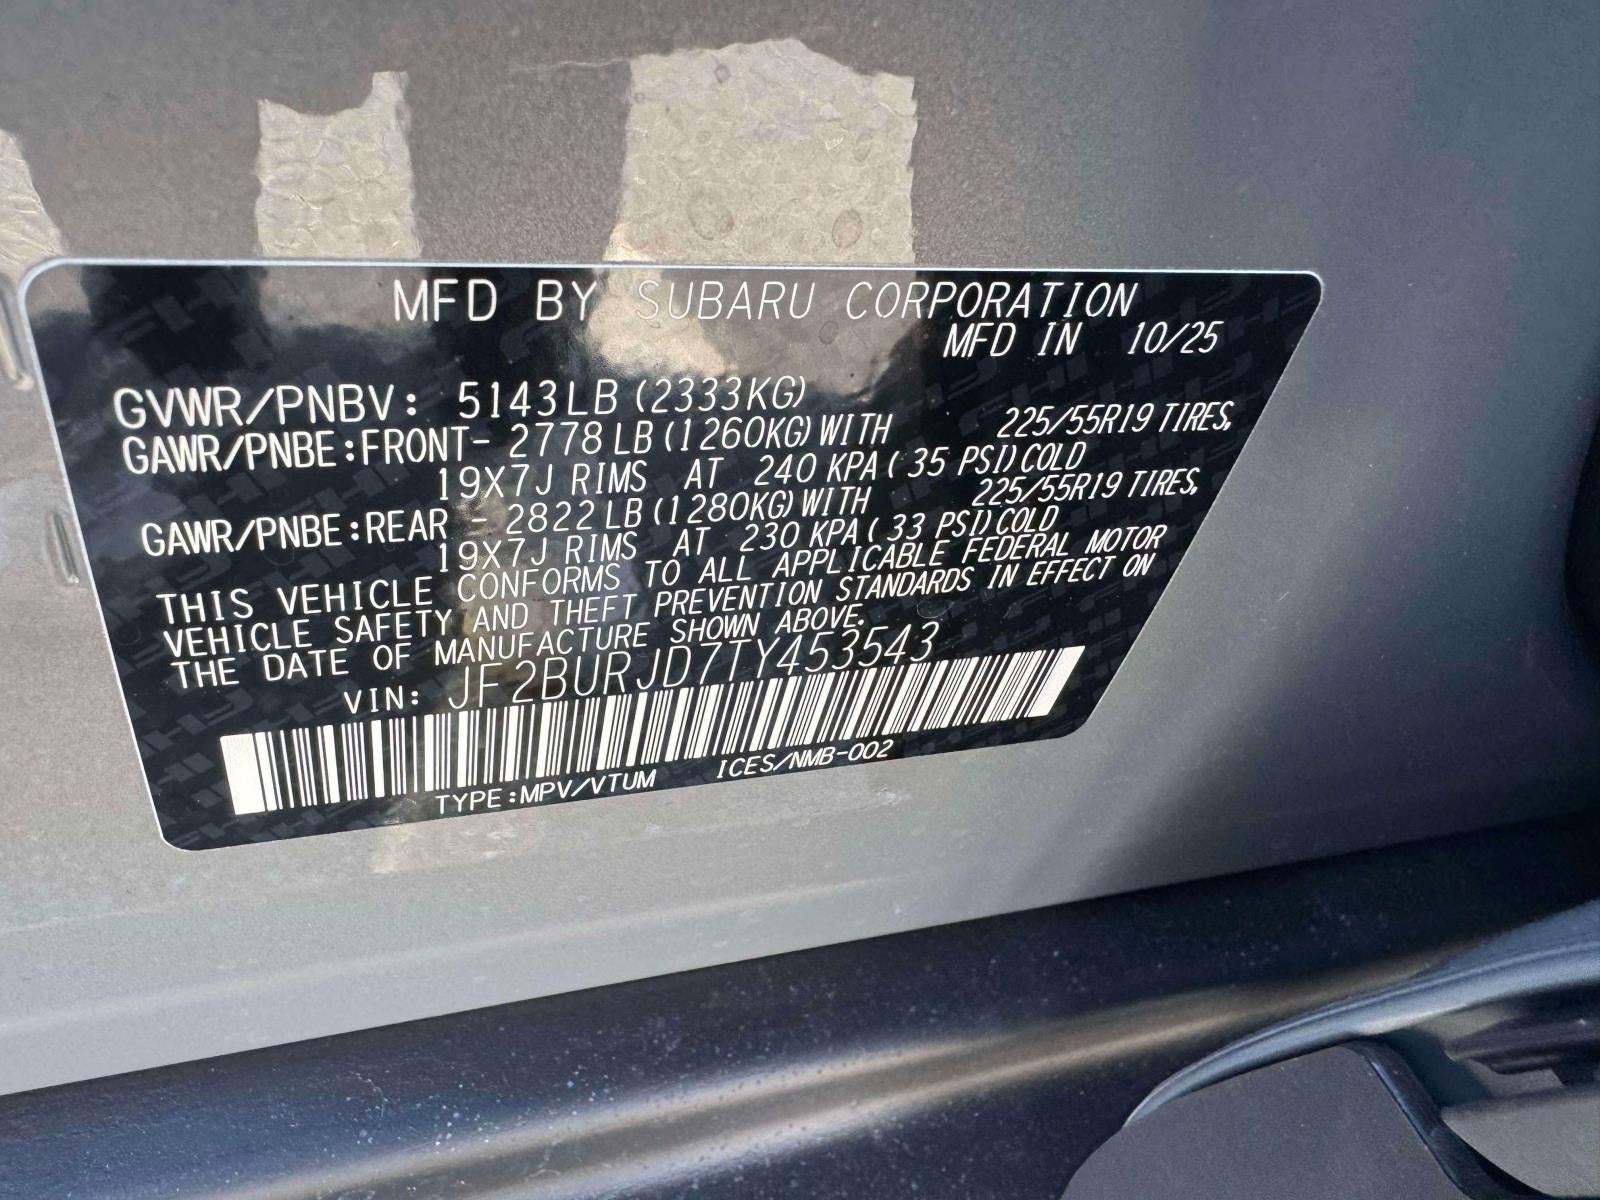 MFD BY SUBARU CORPORATION
MFD IN 10/25
GVWR/PNBV: 5143LB (2333KG)
GAWR/PNBE:FRONT- 2778 LB (1260KG) WITH 225/55R19 TIRES,
19X7J RIMS AT 240 KPA ( 35 PSI) COLD
GAWR/PNBE:REAR - 2822 LB (1280KG) WITH 225/55R19 TIRES,
19X7J RIMS AT 230 KPA ( 33 PSI) COLD
THIS VEHICLE CONFORMS TO ALL APPLICABLE FEDERAL MOTOR
VEHICLE SAFETY AND THEFT PREVENTION STANDARDS IN EFFECT ON
THE DATE OF MANUFACTURE SHOWN ABOVE.
VIN: JF2BURJD7TY453543
TYPE:MPV/VTUM ICES/NMB-002